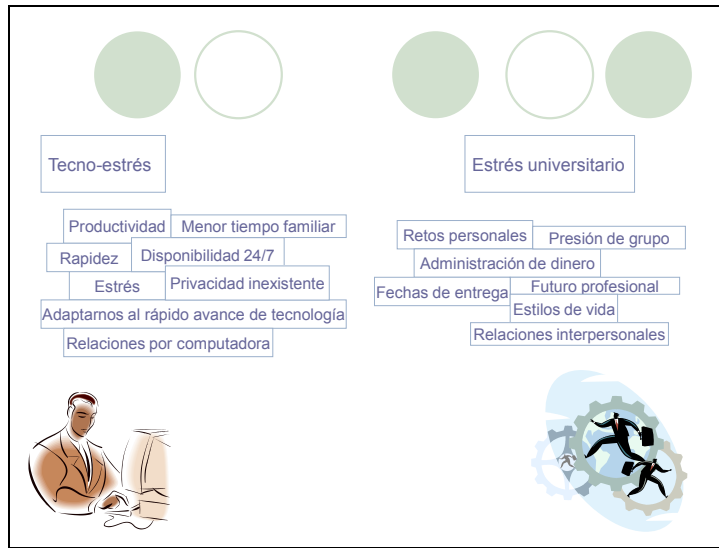 Tecno-estrés
Productividad
Menor tiempo familiar
Rapidez
Disponibilidad 24/7
Estrés
Privacidad inexistente
Adaptarnos al rápido avance de tecnología
Relaciones por computadora
Estrés universitario
Retos personales
Presión de grupo
Administración de dinero
Fechas de entrega
Futuro profesional
Estilos de vida
Relaciones interpersonales